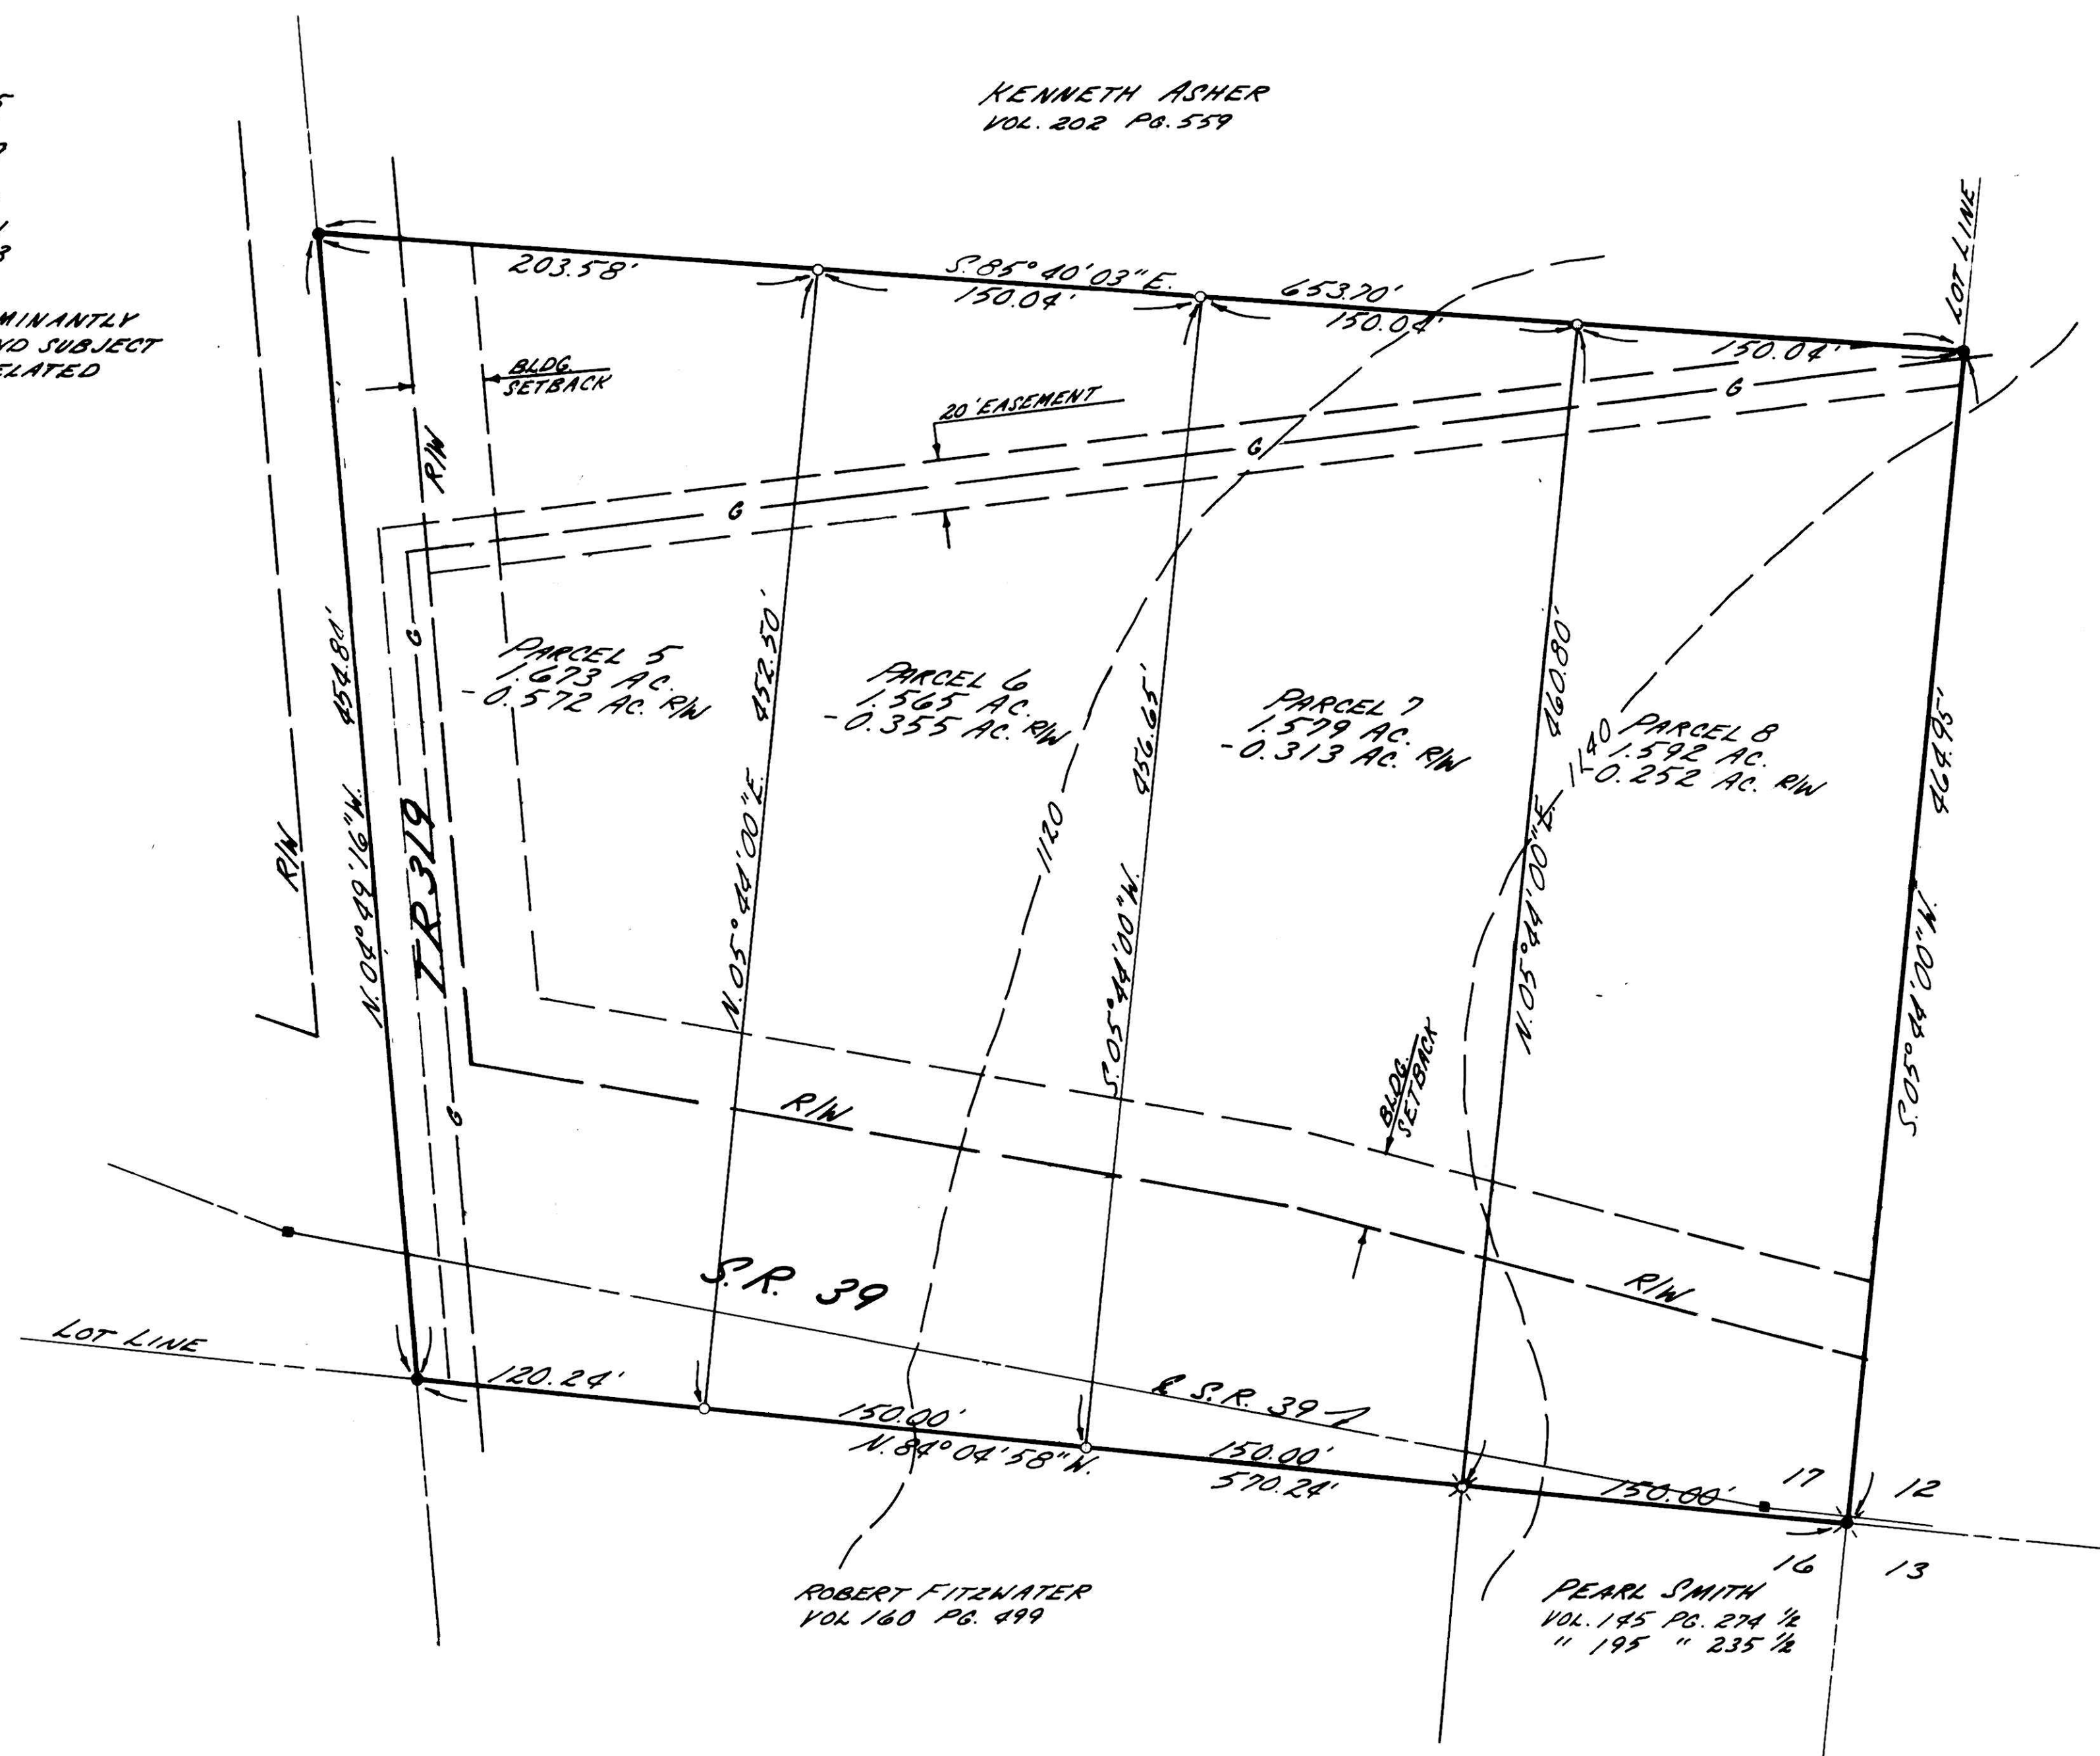 KENNETH ASHER
VOL. 202 PG. 559
MINANTLY
ND SUBJECT
ELATED
LOT LINE
203.58'
S. 85° 40' 03" E.
150.04'
653.70'
150.04'
150.04'
BLDG.
SETBACK
20' EASEMENT
R/W
G
G
G
G
G
454.81'
N. 04° 49' 16" W.
R/W
T.R. 319
452.50'
N. 05° 44' 00" E.
456.65'
S. 05° 44' 00" W.
460.80'
N. 05° 44' 00" E.
464.95'
S. 05° 44' 00" W.
PARCEL 5
1.673 AC.
- 0.572 AC. R/W
PARCEL 6
1.565 AC.
- 0.355 AC. R/W
PARCEL 7
1.579 AC.
- 0.313 AC. R/W
PARCEL 8
1.592 AC.
- 0.252 AC. R/W
1120
1140
BLDG.
SETBACK
R/W
R/W
S.R. 39
LOT LINE
120.24'
150.00'
N. 84° 04' 58" W.
℄ S.R. 39
150.00'
570.24'
150.00'
17
12
16
13
ROBERT FITZWATER
VOL 160 PG. 499
PEARL SMITH
VOL. 145 PG. 274 1/2
" 195 " 235 1/2